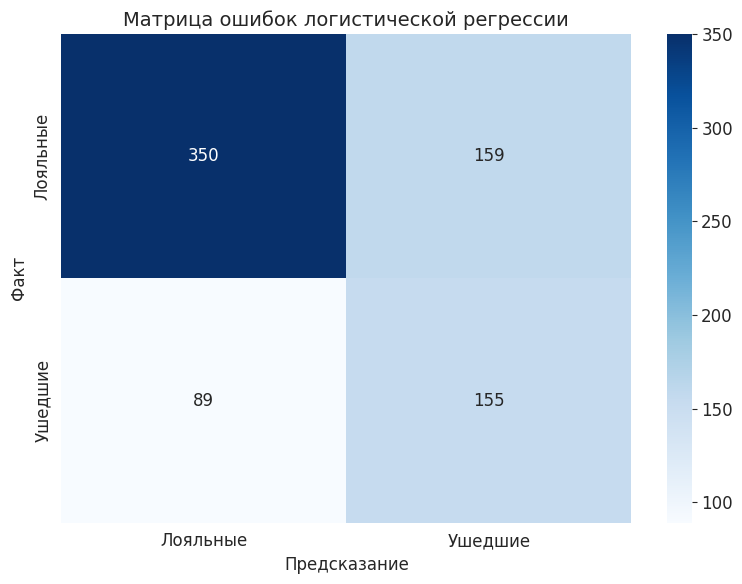 Матрица ошибок логистической регрессии
Лояльные
Ушедшие
Факт
350
159
89
155
Лояльные
Ушедшие
Предсказание
350
300
250
200
150
100